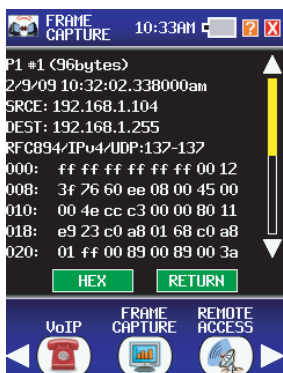 FRAME CAPTURE 10:33AM ? X
P1 #1 (96bytes)
2/9/09 10:32:02.338000am
SRCE: 192.168.1.104
DEST: 192.168.1.255
RFC894/IPv4/UDP:137-137
000: ff ff ff ff ff ff 00 12
008: 3f 76 60 ee 08 00 45 00
010: 00 4e cc c3 00 00 80 11
018: e9 23 c0 a8 01 68 c0 a8
020: 01 ff 00 89 00 89 00 3a
HEX RETURN
VoIP FRAME CAPTURE REMOTE ACCESS